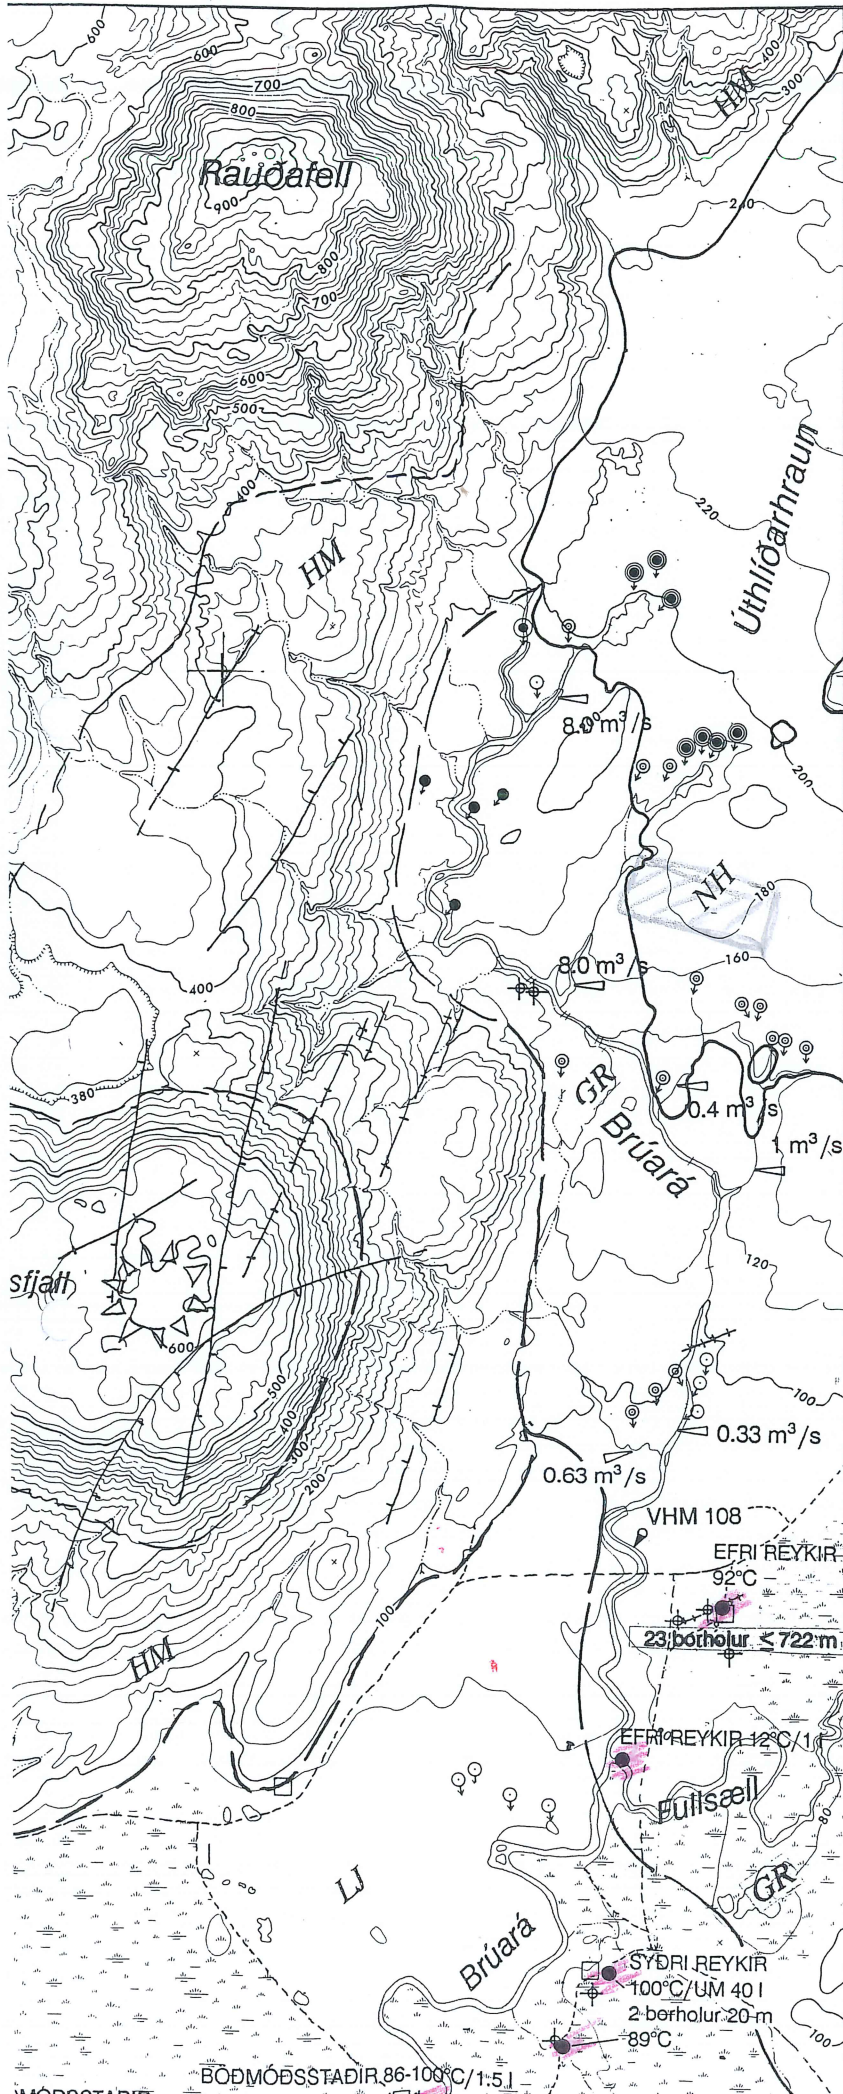 600
600
400
700
300
HM
800
Rauðafell
900
240
800
700
600
500
Úthlíðarhraun
400
220
HM
8.0 m³/s
200
NH
180
160
8.0 m³/s
400
380
GR
0.4 m³/s
Brúará
1 m³/s
120
sfjall
600
500
400
300
200
100
0.33 m³/s
0.63 m³/s
VHM 108
EFRI REYKIR
92°C
23 borholur ≤ 722 m
100
HM
EFRI REYKIR 12°C/1 l
Fullsæll
80
LJ
GR
Brúará
SYÐRI REYKIR
100°C/UM 40 l
2 borholur 20 m
89°C
100
BÖÐMÓÐSSTAÐIR 86-100°C/1.5 l